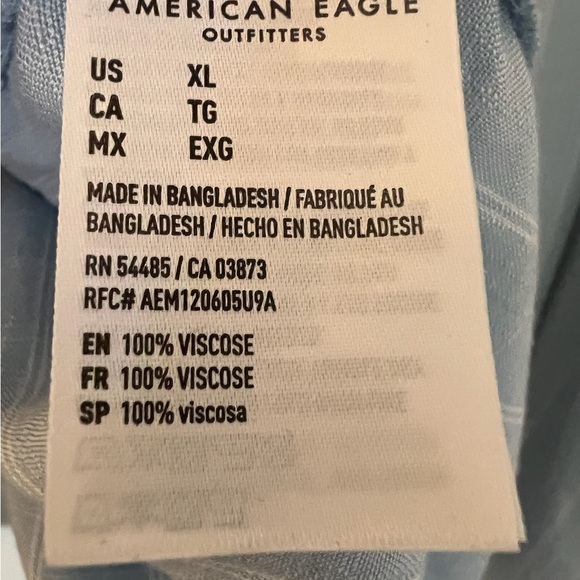 AMERICAN EAGLE
OUTFITTERS
US XL
CA TG
MX EXG
MADE IN BANGLADESH / FABRIQUÉ AU
BANGLADESH / HECHO EN BANGLADESH
RN 54485 / CA 03873
RFC# AEM120605U9A
EN 100% VISCOSE
FR 100% VISCOSE
SP 100% viscosa